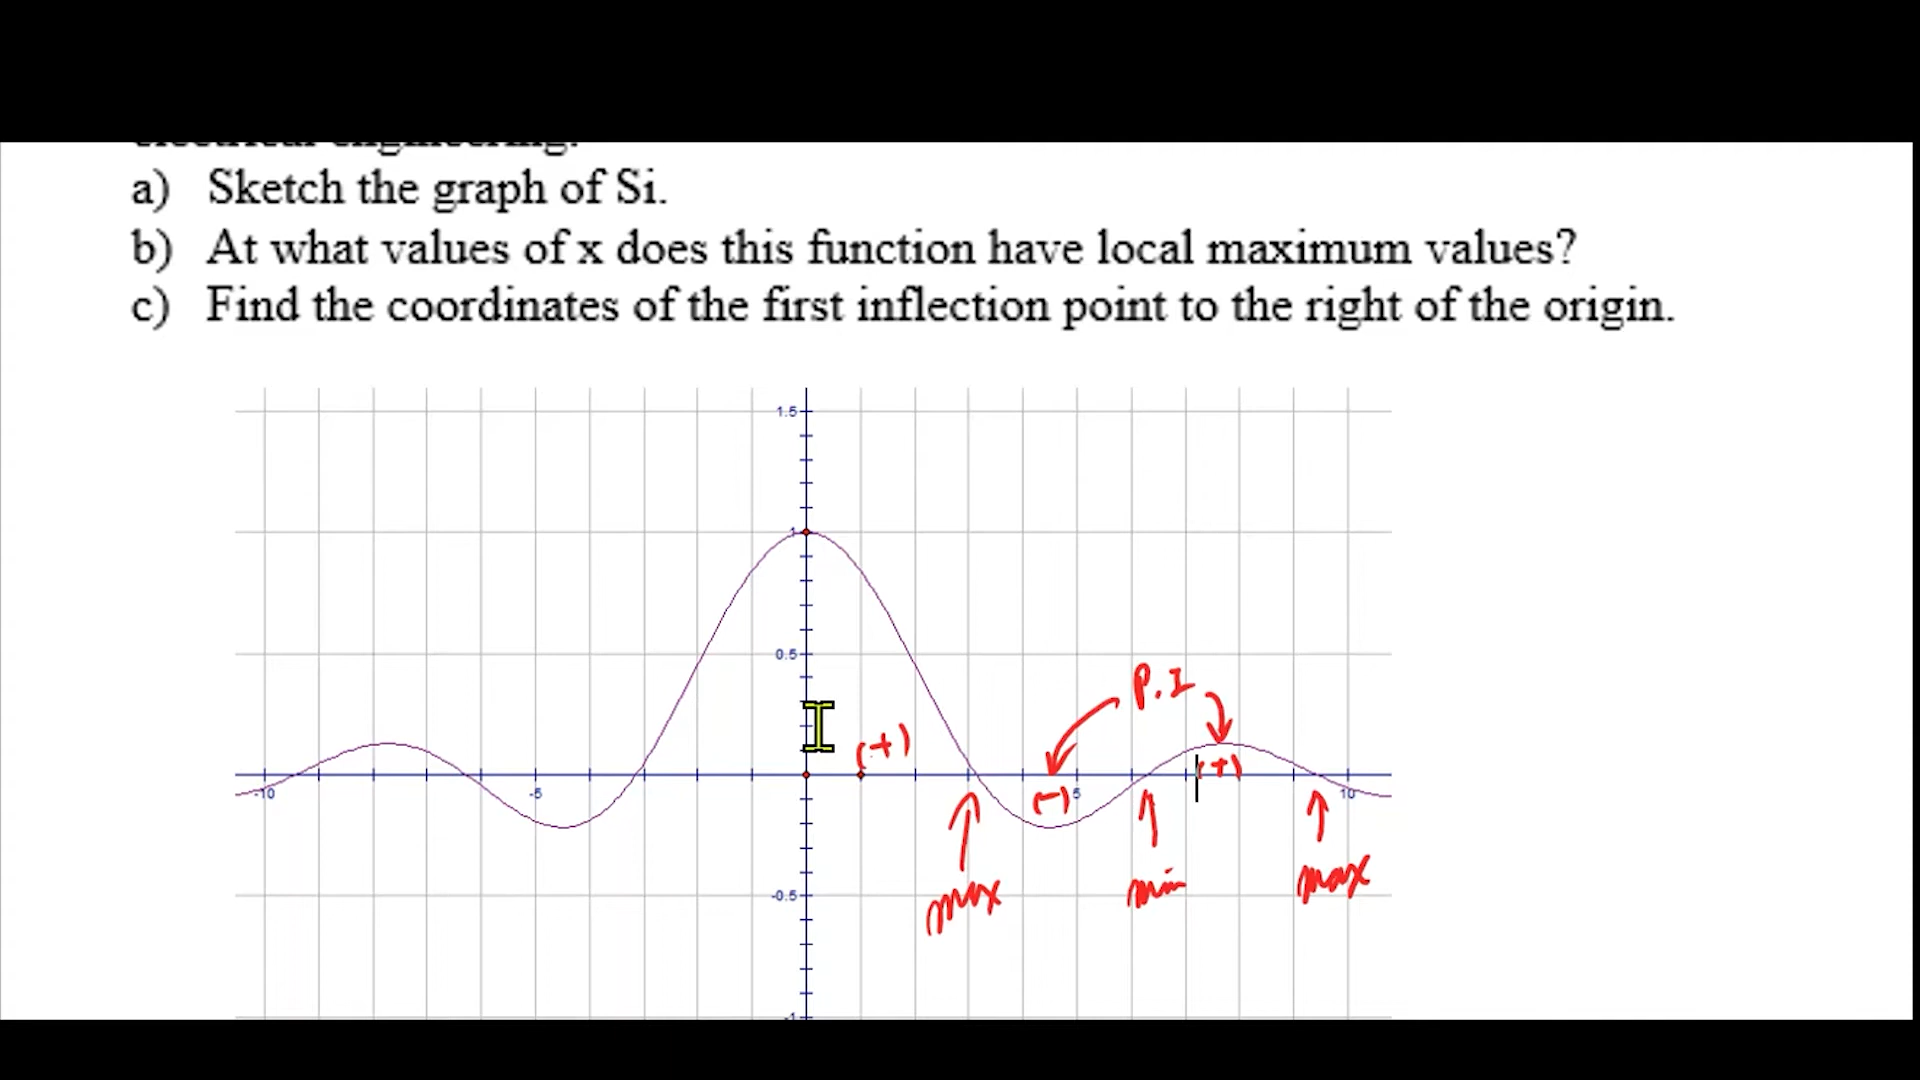 electrical engineering.
a) Sketch the graph of Si.
b) At what values of x does this function have local maximum values?
c) Find the coordinates of the first inflection point to the right of the origin.
1.5
1
0.5
P.I
(+)
(+)
-10
-5
(-)
5
10
max
min
max
-0.5
-1